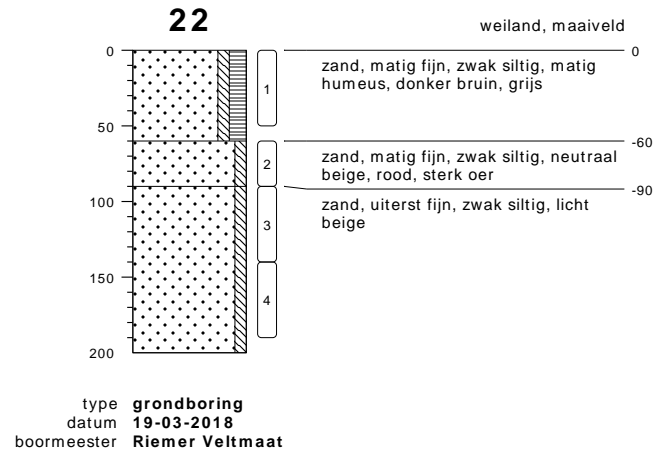 22
weiland, maaiveld
0
0
zand, matig fijn, zwak siltig, matig
humeus, donker bruin, grijs
1
50
-60
zand, matig fijn, zwak siltig, neutraal
beige, rood, sterk oer
2
-90
100
zand, uiterst fijn, zwak siltig, licht
beige
3
150
4
200
type grondboring
datum 19-03-2018
boormeester Riemer Veltmaat